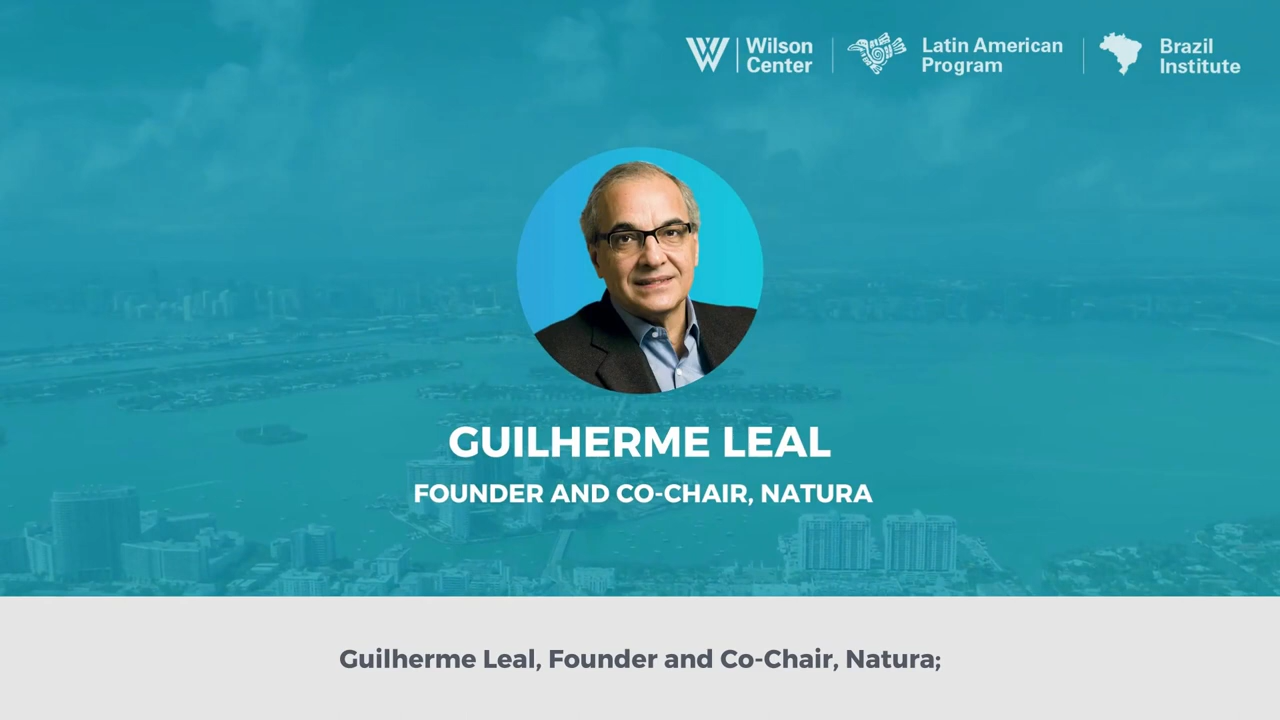 Wilson
Center
Latin American
Program
Brazil
Institute
GUILHERME LEAL
FOUNDER AND CO-CHAIR, NATURA
Guilherme Leal, Founder and Co-Chair, Natura;